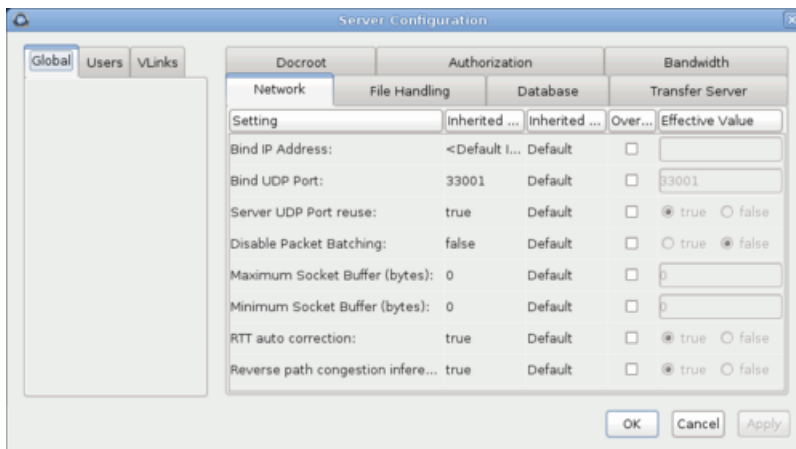 Server Configuration
Global Users VLinks
Docroot Authorization Bandwidth
Network File Handling Database Transfer Server
Setting Inherited ... Inherited ... Over... Effective Value
Bind IP Address: <Default I... Default
Bind UDP Port: 33001 Default 33001
Server UDP Port reuse: true Default true false
Disable Packet Batching: false Default true false
Maximum Socket Buffer (bytes): 0 Default 0
Minimum Socket Buffer (bytes): 0 Default 0
RTT auto correction: true Default true false
Reverse path congestion infere... true Default true false
OK Cancel Apply